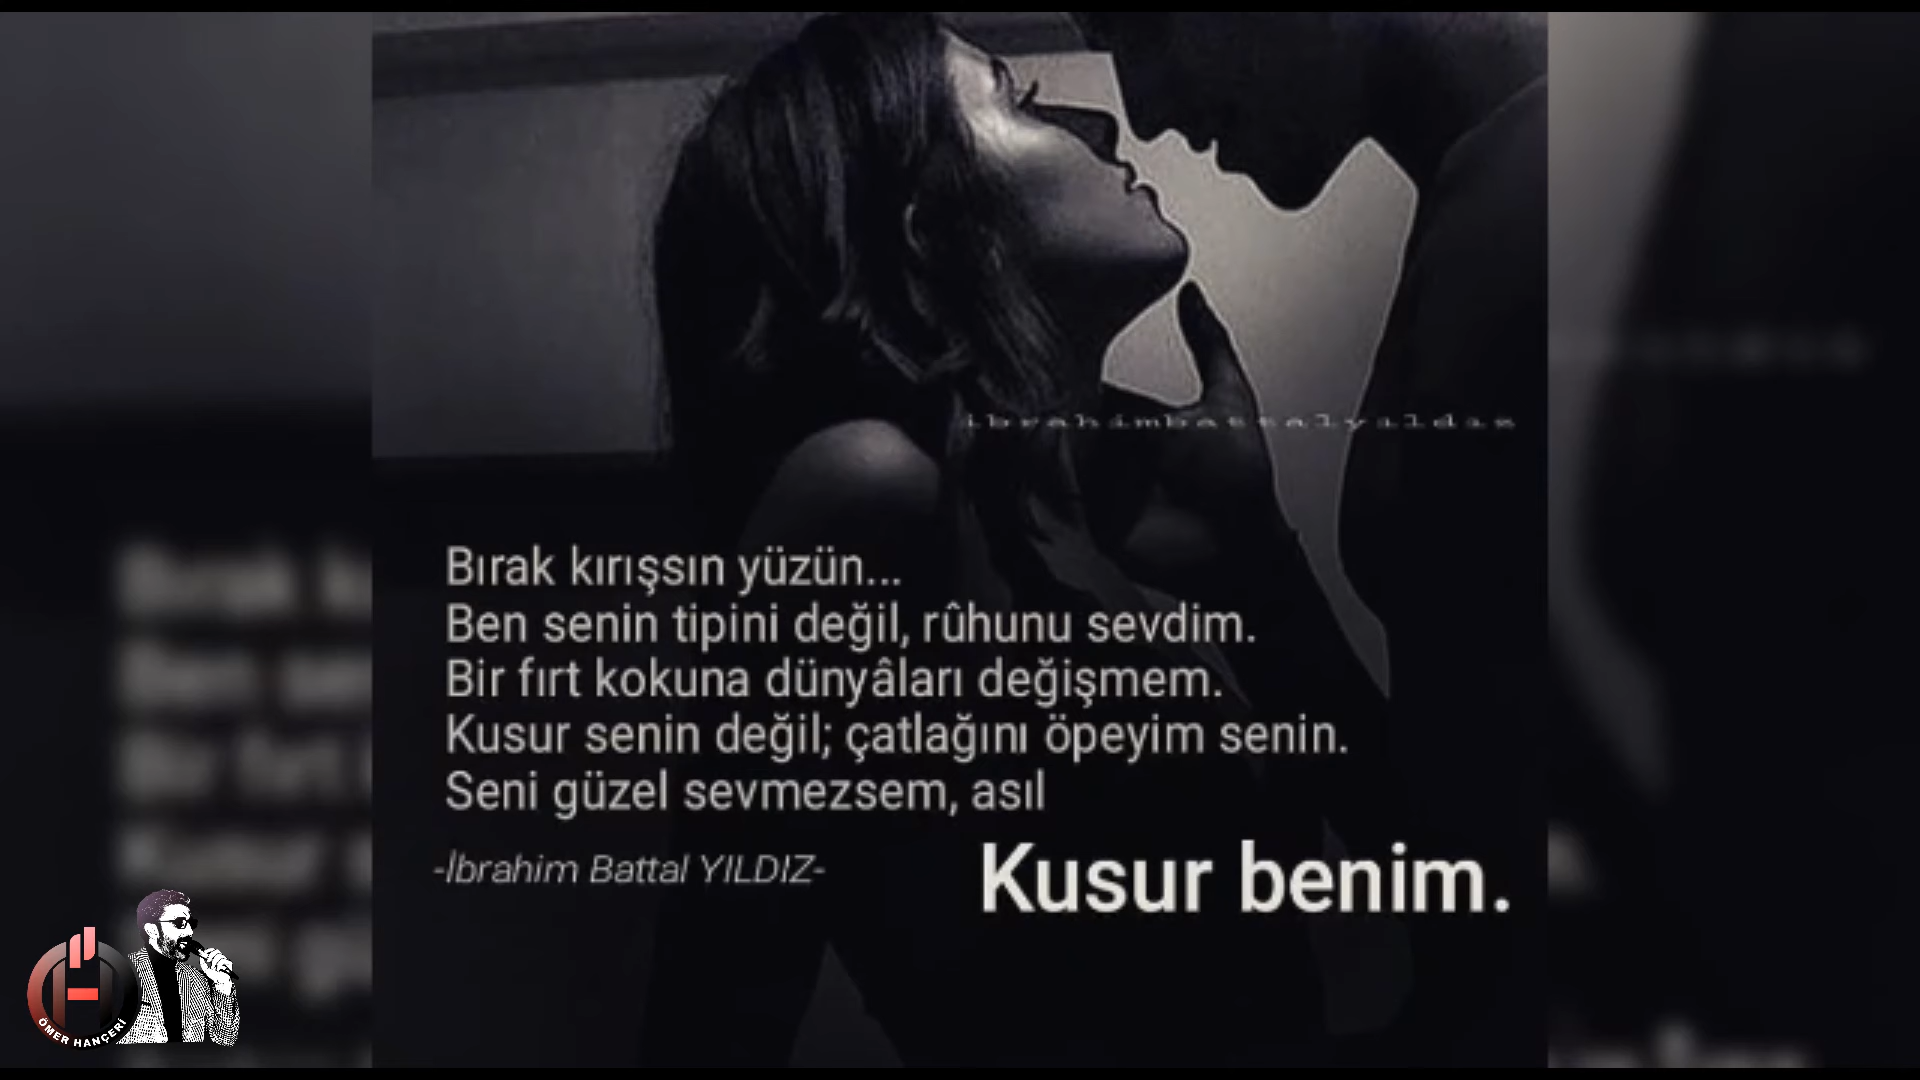 ibrahimbattalyıldız
Bırak kırışsın yüzün...
Ben senin tipini değil, rûhunu sevdim.
Bir fırt kokuna dünyâları değişmem.
Kusur senin değil; çatlağını öpeyim senin.
Seni güzel sevmezsem, asıl
Kusur benim.
-İbrahim Battal YILDIZ-
ÖMER HANÇERİ